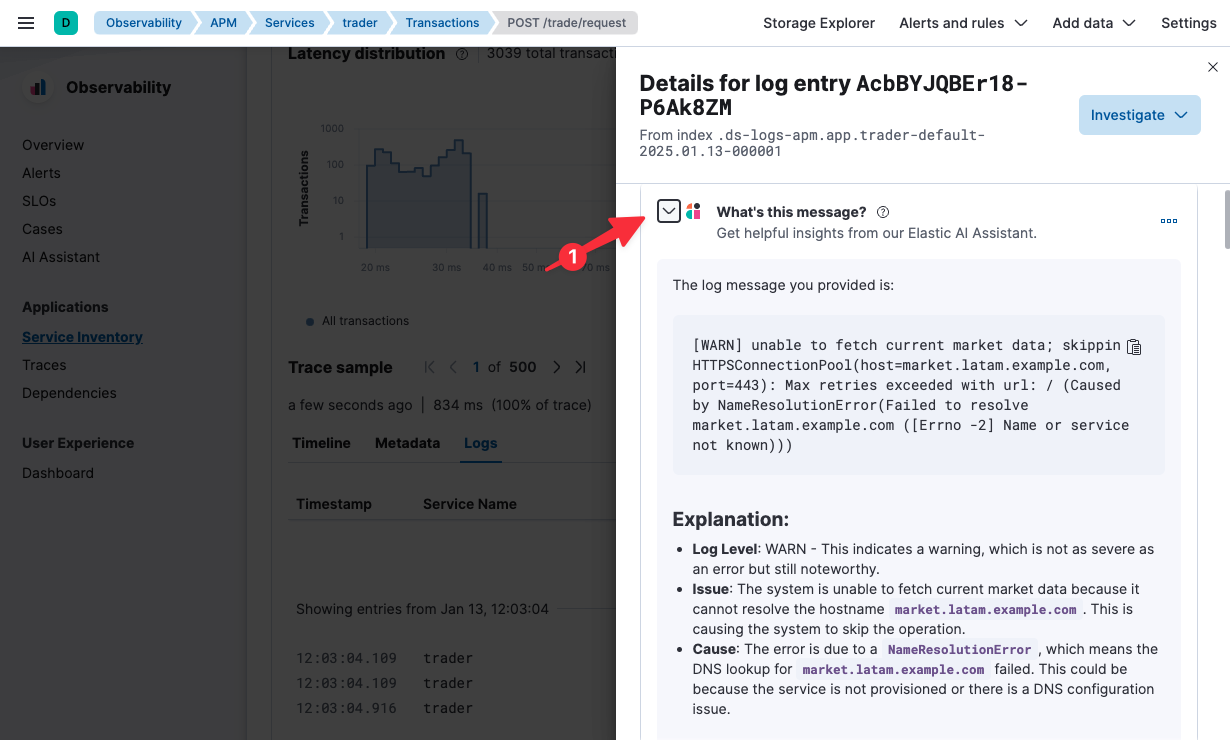 D
Observability
APM
Services
trader
Transactions
POST /trade/request
Storage Explorer
Alerts and rules
Add data
Settings
Observability
Overview
Alerts
SLOs
Cases
AI Assistant
Applications
Service Inventory
Traces
Dependencies
User Experience
Dashboard
Latency distribution
3039 total transacti
Transactions
1000
100
10
1
20 ms
30 ms
40 ms
50 m
70 ms
All transactions
Trace sample
1 of 500
a few seconds ago | 834 ms (100% of trace)
Timeline
Metadata
Logs
Timestamp
Service Name
Showing entries from Jan 13, 12:03:04
12:03:04.109 trader
12:03:04.109 trader
12:03:04.916 trader
Details for log entry AcbBYJQBEr18-
P6Ak8ZM
From index .ds-logs-apm.app.trader-default-
2025.01.13-000001
Investigate
1
What's this message?
Get helpful insights from our Elastic AI Assistant.
The log message you provided is:
[WARN] unable to fetch current market data; skippin
HTTPSConnectionPool(host=market.latam.example.com,
port=443): Max retries exceeded with url: / (Caused
by NameResolutionError(Failed to resolve
market.latam.example.com ([Errno -2] Name or service
not known)))
Explanation:
• Log Level: WARN - This indicates a warning, which is not as severe as
an error but still noteworthy.
• Issue: The system is unable to fetch current market data because it
cannot resolve the hostname market.latam.example.com . This is
causing the system to skip the operation.
• Cause: The error is due to a NameResolutionError , which means the
DNS lookup for market.latam.example.com failed. This could be
because the service is not provisioned or there is a DNS configuration
issue.